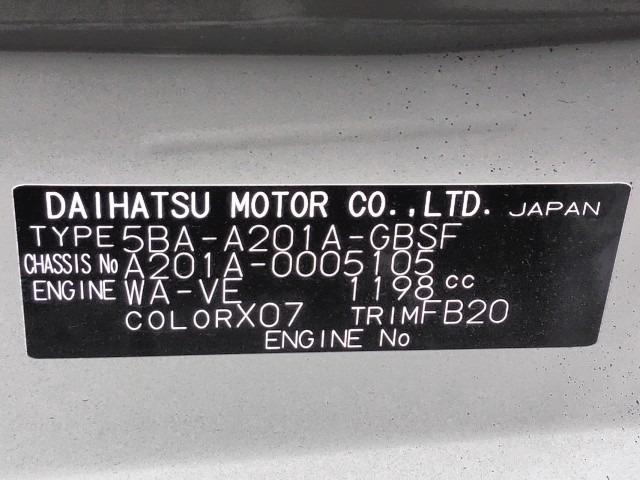 DAIHATSU MOTOR CO.,LTD. JAPAN
TYPE 5BA-A201A-GBSF
CHASSIS No A201A-0005105
ENGINE WA-VE 1198 cc
COLOR X07 TRIM FB20
ENGINE No